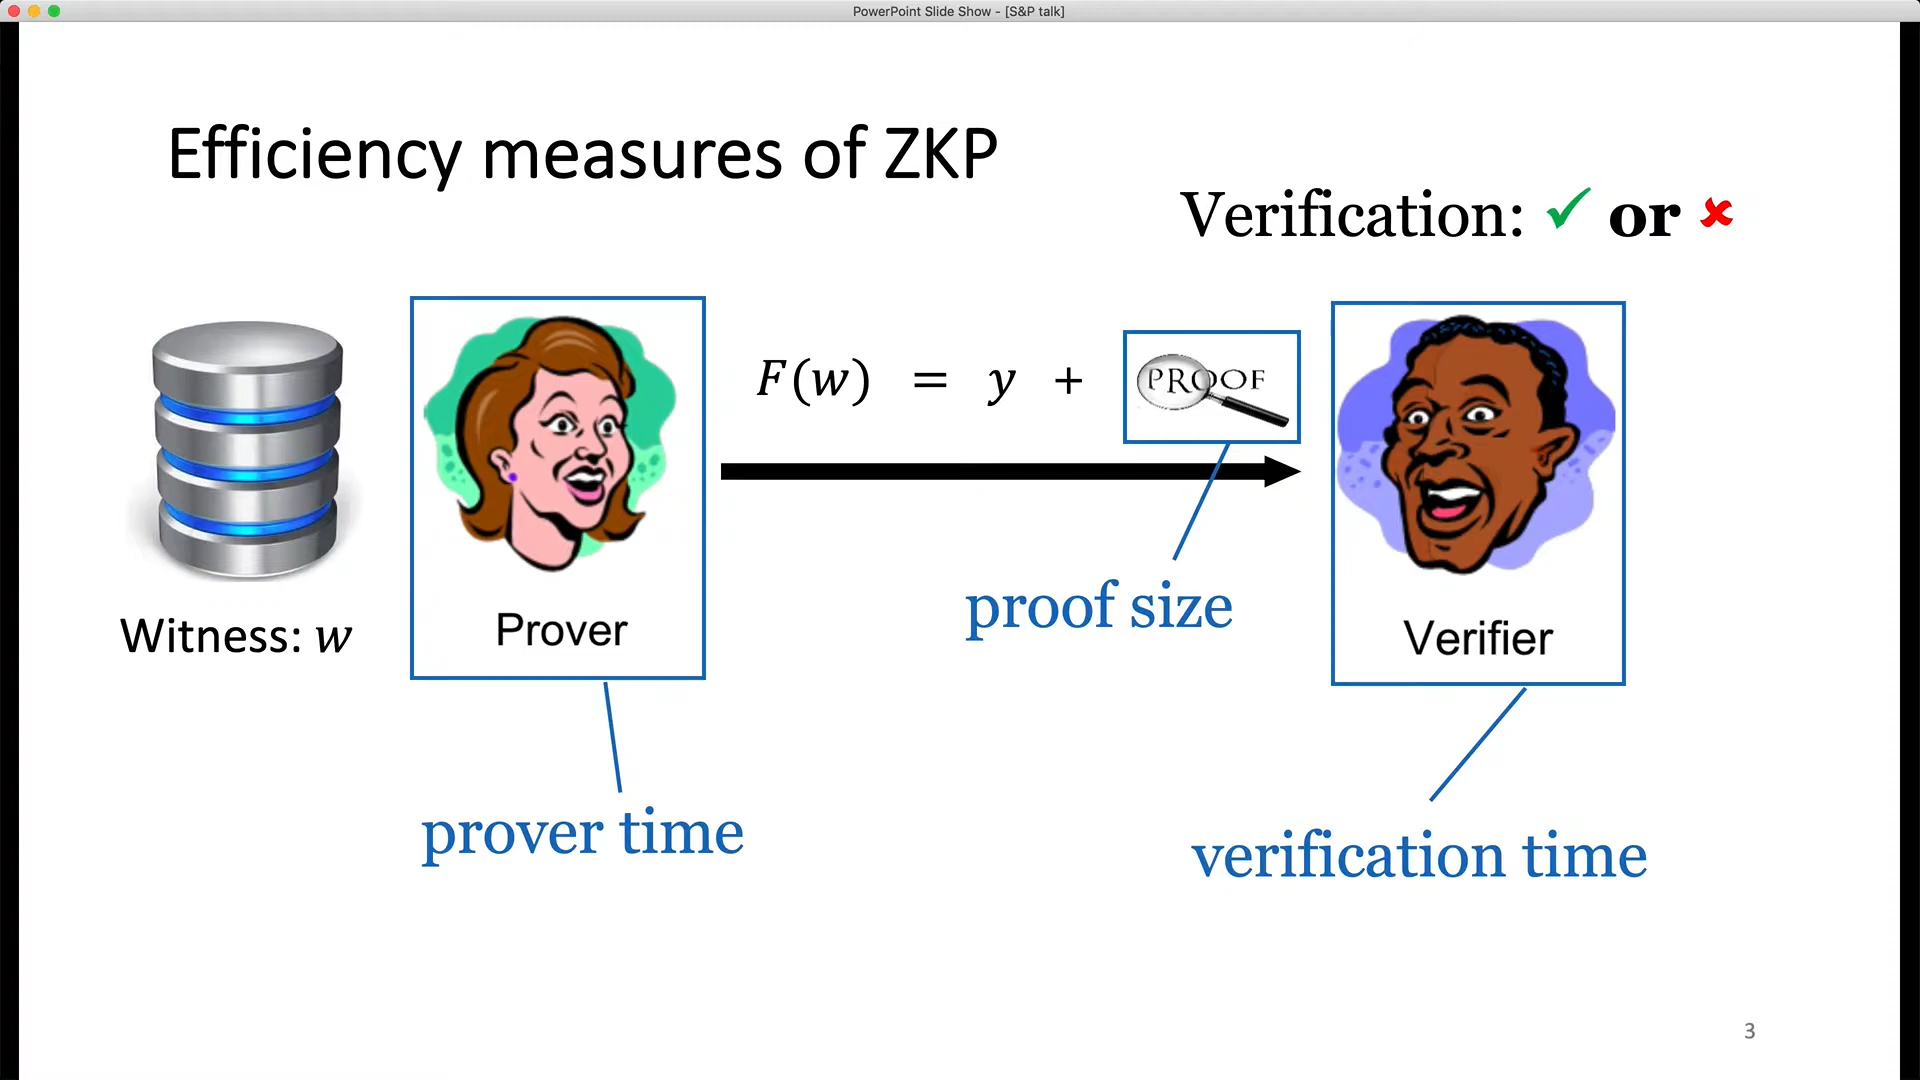 PowerPoint Slide Show - [S&P talk]
Efficiency measures of ZKP
Verification: ✓ or ✘
F(w) = y + PROOF
Witness: w
Prover
proof size
Verifier
prover time
verification time
3